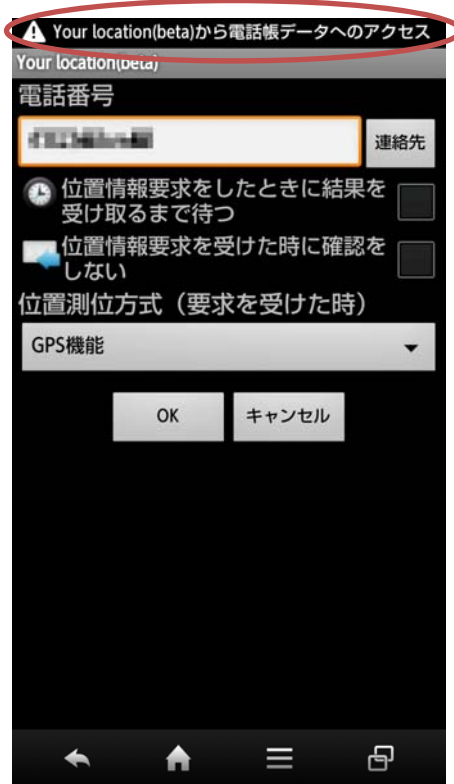 Your location(beta)から電話帳データへのアクセス
Your location(beta)
電話番号
連絡先
位置情報要求をしたときに結果を
受け取るまで待つ
位置情報要求を受けた時に確認を
しない
位置測位方式（要求を受けた時）
GPS機能
OK
キャンセル